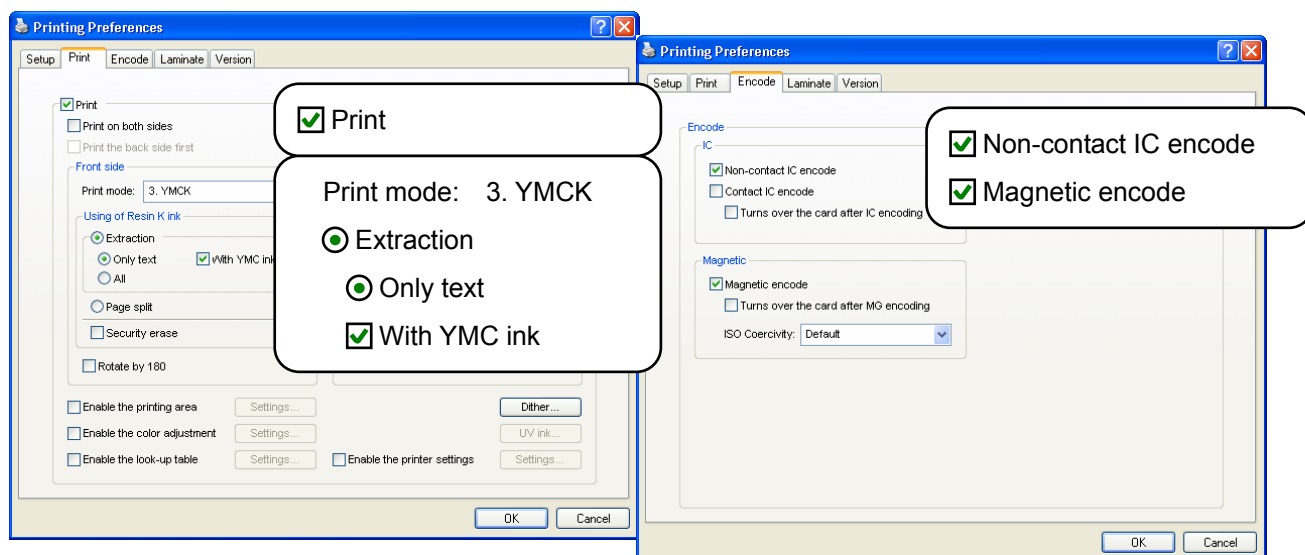 Printing Preferences
Setup Print Encode Laminate Version
Print
Print on both sides
Print the back side first
Front side
Print mode: 3. YMCK
Using of Resin K ink
Extraction
Only text With YMC ink
All
Page split
Security erase
Rotate by 180
Enable the printing area Settings... Dither...
Enable the color adjustment Settings... UV ink...
Enable the look-up table Settings... Enable the printer settings Settings...
OK Cancel
Print
Print mode: 3. YMCK
Extraction
Only text
With YMC ink
Printing Preferences
Setup Print Encode Laminate Version
Encode
IC
Non-contact IC encode
Contact IC encode
Turns over the card after IC encoding
Magnetic
Magnetic encode
Turns over the card after MG encoding
ISO Coercivity: Default
OK Cancel
Non-contact IC encode
Magnetic encode